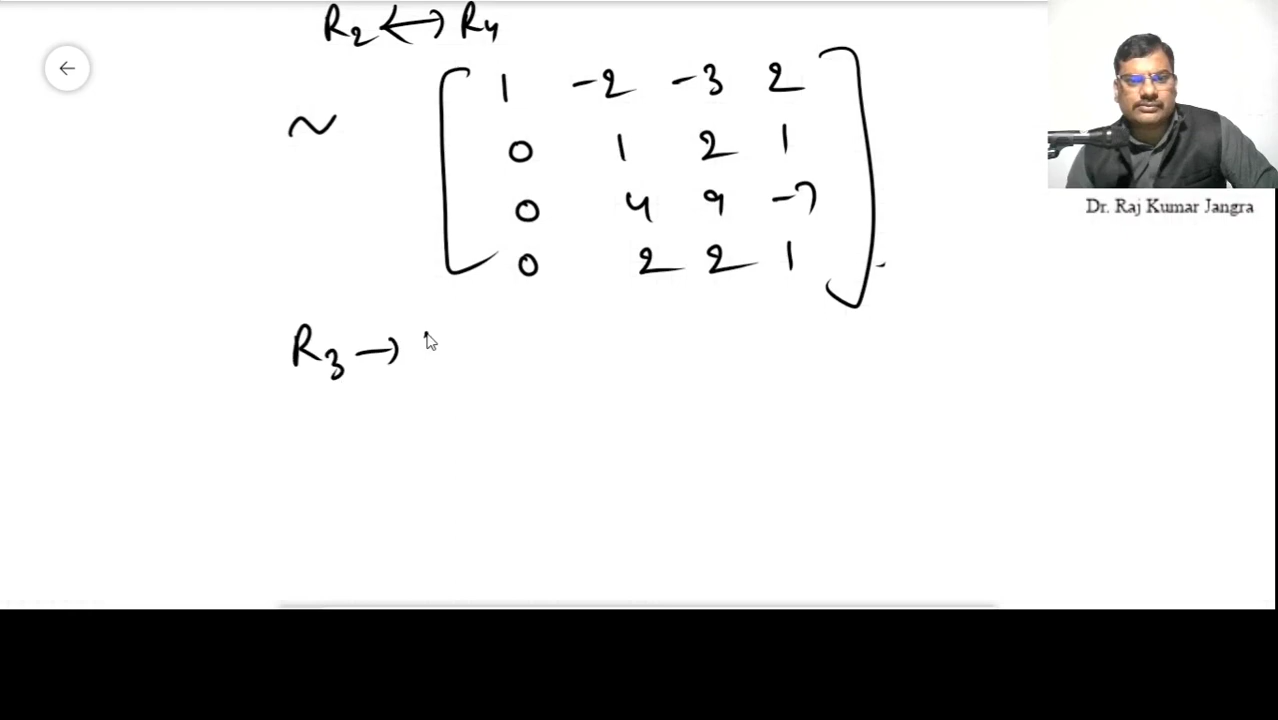 R2 ↔ R4
~ [ 1 -2 -3 2
0 1 2 1
0 4 9 -7
0 2 2 1 ]
R3 →
Dr. Raj Kumar Jangra